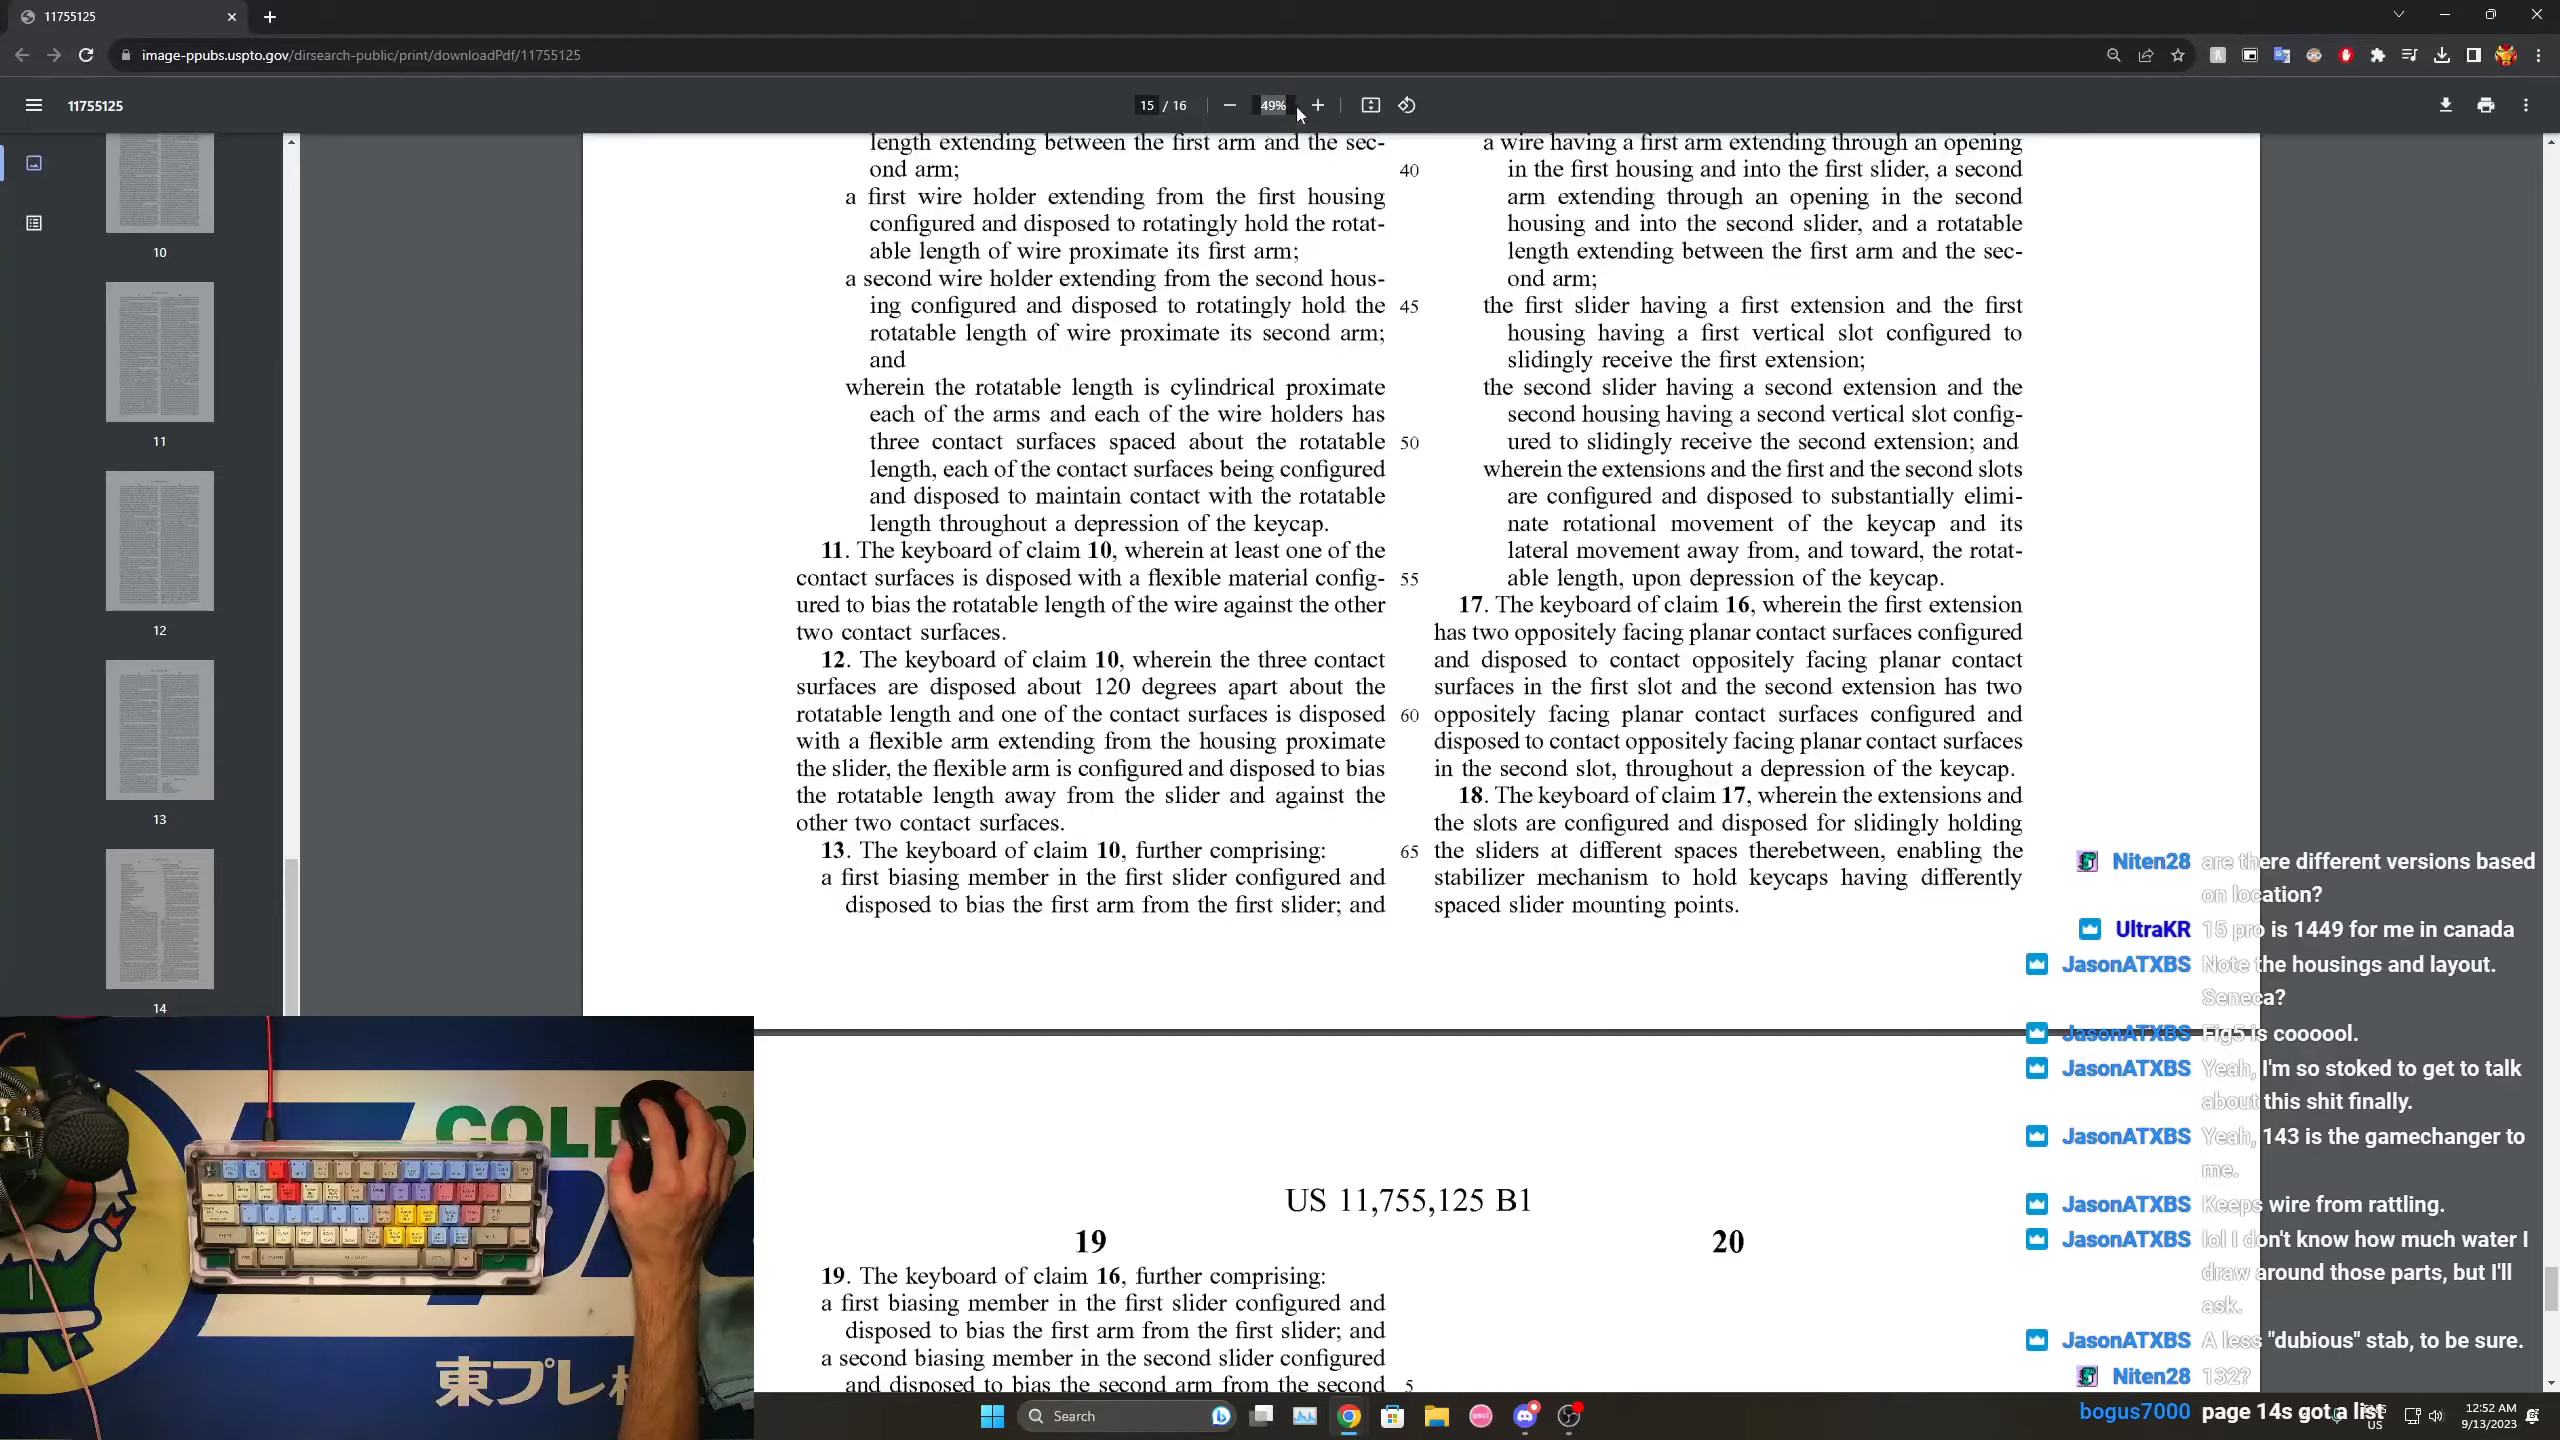 11755125
image-ppubs.uspto.gov/dirsearch-public/print/downloadPdf/11755125
11755125
15 / 16
49%
10
11
12
13
14
length extending between the first arm and the sec-
ond arm;
a first wire holder extending from the first housing
configured and disposed to rotatingly hold the rotat-
able length of wire proximate its first arm;
a second wire holder extending from the second hous-
ing configured and disposed to rotatingly hold the
rotatable length of wire proximate its second arm;
and
wherein the rotatable length is cylindrical proximate
each of the arms and each of the wire holders has
three contact surfaces spaced about the rotatable
length, each of the contact surfaces being configured
and disposed to maintain contact with the rotatable
length throughout a depression of the keycap.
11. The keyboard of claim 10, wherein at least one of the
contact surfaces is disposed with a flexible material config-
ured to bias the rotatable length of the wire against the other
two contact surfaces.
12. The keyboard of claim 10, wherein the three contact
surfaces are disposed about 120 degrees apart about the
rotatable length and one of the contact surfaces is disposed
with a flexible arm extending from the housing proximate
the slider, the flexible arm is configured and disposed to bias
the rotatable length away from the slider and against the
other two contact surfaces.
13. The keyboard of claim 10, further comprising:
a first biasing member in the first slider configured and
disposed to bias the first arm from the first slider; and
40
45
50
55
60
65
a wire having a first arm extending through an opening
in the first housing and into the first slider, a second
arm extending through an opening in the second
housing and into the second slider, and a rotatable
length extending between the first arm and the sec-
ond arm;
the first slider having a first extension and the first
housing having a first vertical slot configured to
slidingly receive the first extension;
the second slider having a second extension and the
second housing having a second vertical slot config-
ured to slidingly receive the second extension; and
wherein the extensions and the first and the second slots
are configured and disposed to substantially elimi-
nate rotational movement of the keycap and its
lateral movement away from, and toward, the rotat-
able length, upon depression of the keycap.
17. The keyboard of claim 16, wherein the first extension
has two oppositely facing planar contact surfaces configured
and disposed to contact oppositely facing planar contact
surfaces in the first slot and the second extension has two
oppositely facing planar contact surfaces configured and
disposed to contact oppositely facing planar contact surfaces
in the second slot, throughout a depression of the keycap.
18. The keyboard of claim 17, wherein the extensions and
the slots are configured and disposed for slidingly holding
the sliders at different spaces therebetween, enabling the
stabilizer mechanism to hold keycaps having differently
spaced slider mounting points.
US 11,755,125 B1
19
20
19. The keyboard of claim 16, further comprising:
a first biasing member in the first slider configured and
disposed to bias the first arm from the first slider; and
a second biasing member in the second slider configured
and disposed to bias the second arm from the second
5
Niten28 are there different versions based
on location?
UltraKR 15 pro is 1449 for me in canada
JasonATXBS Note the housings and layout.
Seneca?
JasonATXBS Fig5 is coooool.
JasonATXBS Yeah, I'm so stoked to get to talk
about this shit finally.
JasonATXBS Yeah, 143 is the gamechanger to
me.
JasonATXBS Keeps wire from rattling.
JasonATXBS lol I don't know how much water I
draw around those parts, but I'll
ask.
JasonATXBS A less "dubious" stab, to be sure.
Niten28 132?
bogus7000 page 14s got a list
COLD
東プレ
Search
US
12:52 AM
9/13/2023